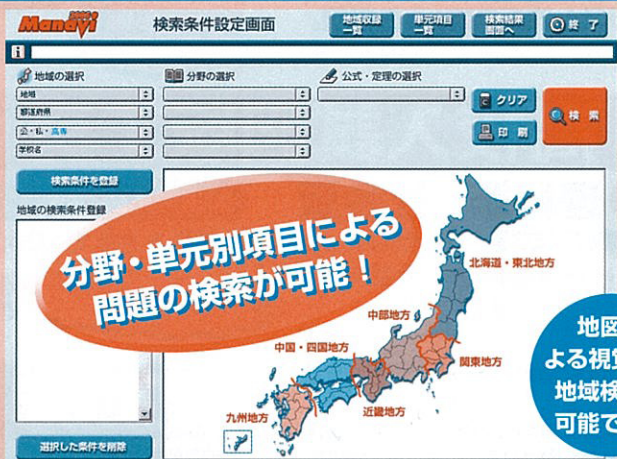 Manavi
検索条件設定画面
地域収録
一覧
単元項目
一覧
検索結果
画面へ
終 了
i
地域の選択
分野の選択
公式・定理の選択
地域
都道府県
公・私・高専
学校名
クリア
印 刷
検 索
検索条件を登録
地域の検索条件登録
分野・単元別項目による
問題の検索が可能!
北海道・東北地方
中部地方
関東地方
中国・四国地方
近畿地方
九州地方
地図
よる視覚
地域検
可能で
選択した条件を削除